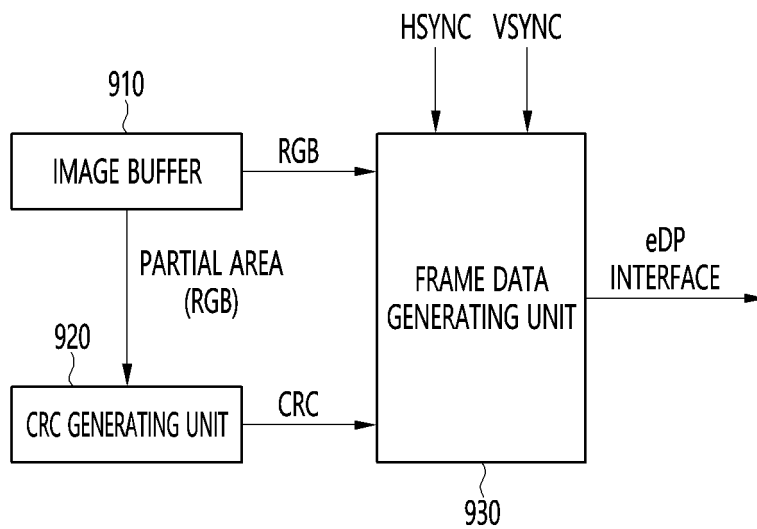 HSYNC VSYNC
910
IMAGE BUFFER
RGB
PARTIAL AREA
(RGB)
eDP
INTERFACE
FRAME DATA
GENERATING UNIT
920
CRC GENERATING UNIT
CRC
930